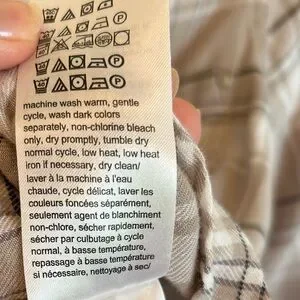 machine wash warm, gentle
cycle, wash dark colors
separately, non-chlorine bleach
only, dry promptly, tumble dry
normal cycle, low heat, low heat
iron if necessary, dry clean/
laver à la machine à l'eau
chaude, cycle délicat, laver les
couleurs foncées séparément,
seulement agent de blanchiment
non-chlore, sécher rapidement,
sécher par culbutage à cycle
normal, à basse température,
repassage à basse température
si nécessaire, nettoyage à sec/